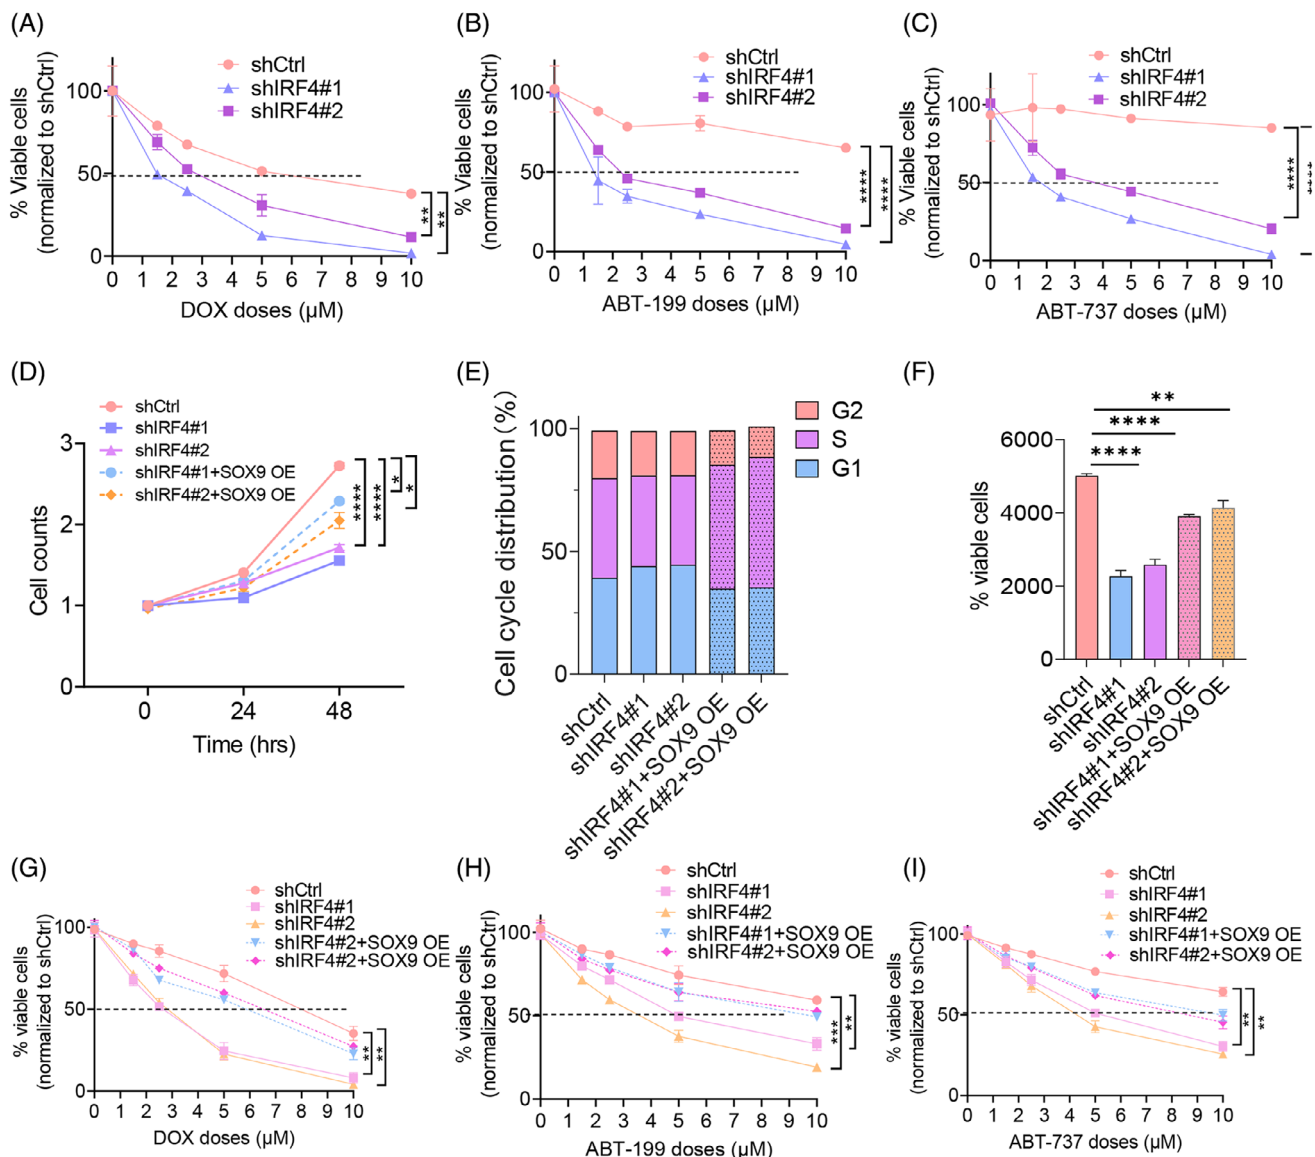 (A)
% Viable cells
(normalized to shCtrl)
100
50
0
shCtrl
shIRF4#1
shIRF4#2
**
**
0 1 2 3 4 5 6 7 8 9 10
DOX doses (µM)
(B)
% Viable cells
(normalized to shCtrl)
100
50
0
shCtrl
shIRF4#1
shIRF4#2
****
****
0 1 2 3 4 5 6 7 8 9 10
ABT-199 doses (µM)
(C)
% Viable cells
(normalized to shCtrl)
100
50
0
shCtrl
shIRF4#1
shIRF4#2
****
0 1 2 3 4 5 6 7 8 9 10
ABT-737 doses (µM)
(D)
Cell counts
3
2
1
0
shCtrl
shIRF4#1
shIRF4#2
shIRF4#1+SOX9 OE
shIRF4#2+SOX9 OE
****
****
*
*
0 24 48
Time (hrs)
(E)
Cell cycle distribution (%)
100
50
0
G2
S
G1
shCtrl
shIRF4#1
shIRF4#2
shIRF4#1+SOX9 OE
shIRF4#2+SOX9 OE
(F)
% viable cells
6000
4000
2000
0
**
****
****
shCtrl
shIRF4#1
shIRF4#2
shIRF4#1+SOX9 OE
shIRF4#2+SOX9 OE
(G)
% viable cells
(normalized to shCtrl)
100
50
0
shCtrl
shIRF4#1
shIRF4#2
shIRF4#2+SOX9 OE
shIRF4#2+SOX9 OE
**
**
0 1 2 3 4 5 6 7 8 9 10
DOX doses (µM)
(H)
% viable cells
(normalized to shCtrl)
100
50
0
shCtrl
shIRF4#1
shIRF4#2
shIRF4#1+SOX9 OE
shIRF4#2+SOX9 OE
***
**
0 1 2 3 4 5 6 7 8 9 10
ABT-199 doses (µM)
(I)
% viable cells
(normalized to shCtrl)
100
50
0
shCtrl
shIRF4#1
shIRF4#2
shIRF4#1+SOX9 OE
shIRF4#2+SOX9 OE
**
**
0 1 2 3 4 5 6 7 8 9 10
ABT-737 doses (µM)